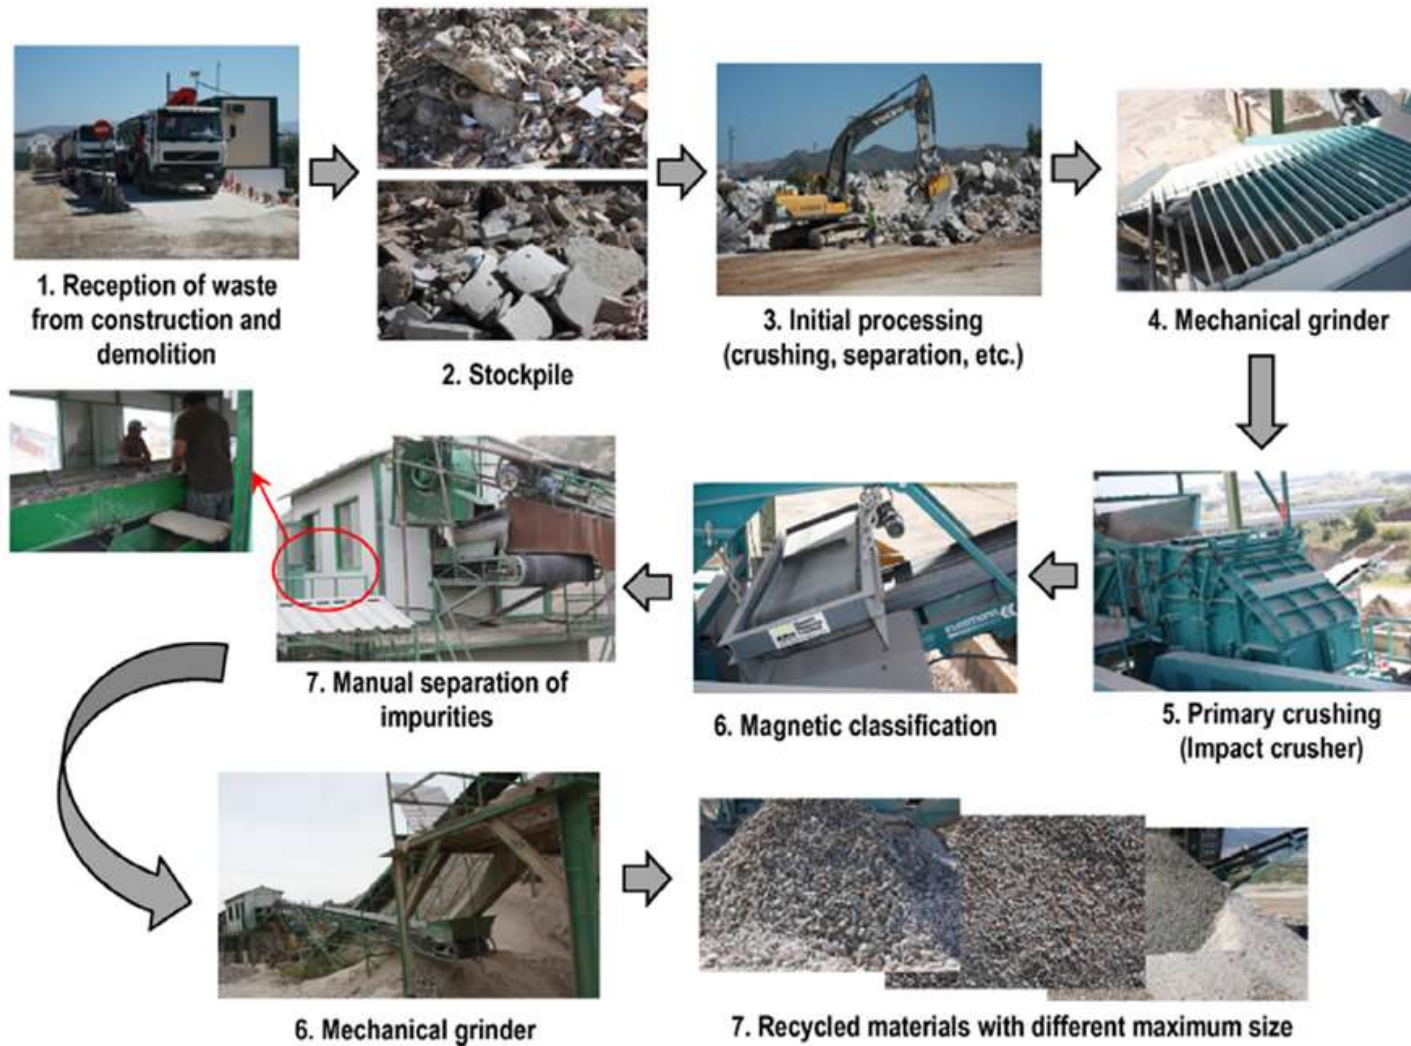 1. Reception of waste
from construction and
demolition
2. Stockpile
3. Initial processing
(crushing, separation, etc.)
4. Mechanical grinder
5. Primary crushing
(Impact crusher)
6. Magnetic classification
7. Manual separation of
impurities
6. Mechanical grinder
7. Recycled materials with different maximum size